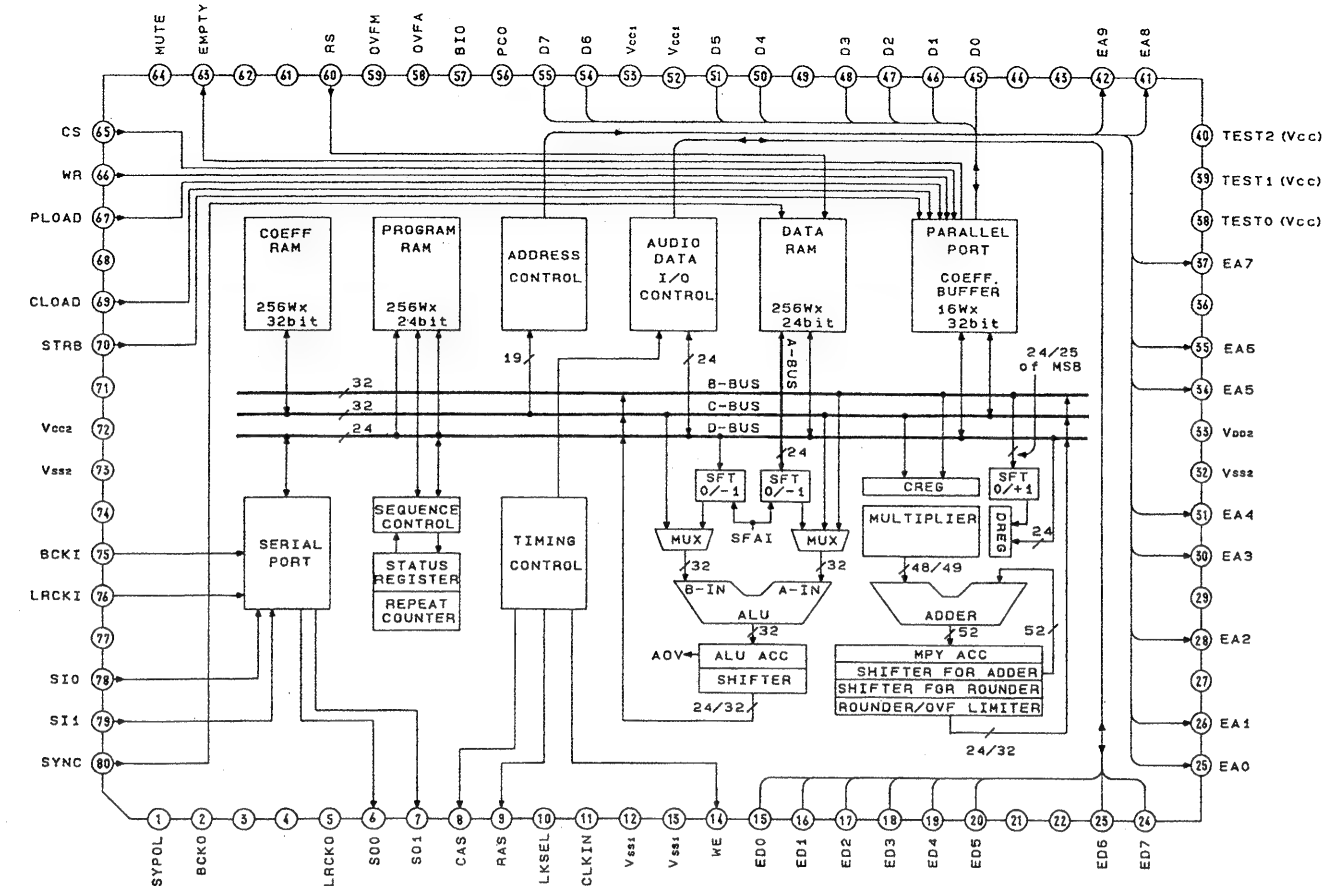 MUTE
EMPTY
RS
OVFM
OVFA
BIO
PCO
D7
D6
Vcc1
Vcc1
D5
D4
D3
D2
D1
D0
EA9
EA8
64 63 62 61 60 59 58 57 56 55 54 53 52 51 50 49 48 47 46 45 44 43 42 41
CS 65
WR 66
PLOAD 67
68
CLOAD 69
STRB 70
71
Vcc2 72
Vss2 73
74
BCKI 75
LRCKI 76
77
SI0 78
SI1 79
SYNC 80
40 TEST2 (Vcc)
39 TEST1 (Vcc)
38 TEST0 (Vcc)
37 EA7
36
35 EA6
34 EA5
33 VDD2
32 Vss2
31 EA4
30 EA3
29
28 EA2
27
26 EA1
25 EA0
COEFF
RAM
256Wx
32bit
PROGRAM
RAM
256Wx
24bit
ADDRESS
CONTROL
AUDIO
DATA
I/O
CONTROL
DATA
RAM
256Wx
24bit
PARALLEL
PORT
COEFF.
BUFFER
16Wx
32bit
19
24
A-BUS
24/25
of MSB
32
B-BUS
32
C-BUS
24
D-BUS
24
SERIAL
PORT
SEQUENCE
CONTROL
STATUS
REGISTER
REPEAT
COUNTER
TIMING
CONTROL
SFT
0/-1
SFT
0/-1
SFAI
MUX
MUX
32
32
B-IN
A-IN
ALU
32
AOV
ALU ACC
SHIFTER
24/32
CREG
MULTIPLIER
SFT
0/+1
DREG
24
48/49
ADDER
52
52
MPY ACC
SHIFTER FOR ADDER
SHIFTER FOR ROUNDER
ROUNDER/OVF LIMITER
24/32
1 2 3 4 5 6 7 8 9 10 11 12 13 14 15 16 17 18 19 20 21 22 23 24
SYPOL
BCKO
LRCKO
SO0
SO1
CAS
RAS
LKSEL
CLKIN
Vss1
Vss1
WE
ED0
ED1
ED2
ED3
ED4
ED5
ED6
ED7